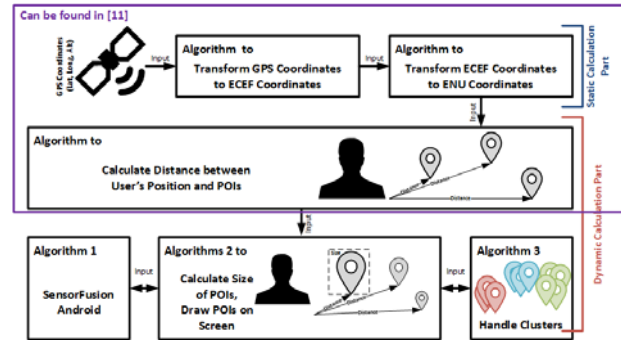 Can be found in [11]
GPS Coordinates
(Lat, Long, Alt)
Input
Algorithm to
Transform GPS Coordinates
to ECEF Coordinates
Input
Algorithm to
Transform ECEF Coordinates
to ENU Coordinates
Static Calculation
Part
Input
Algorithm to
Calculate Distance between
User's Position and POIs
Distance
Distance
Distance
Dynamic Calculation Part
Input
Algorithm 1
SensorFusion
Android
Input
Algorithms 2 to
Calculate Size
of POIs,
Draw POIs on
Screen
Size
Distance
Distance
Distance
Input
Algorithm 3
Handle Clusters